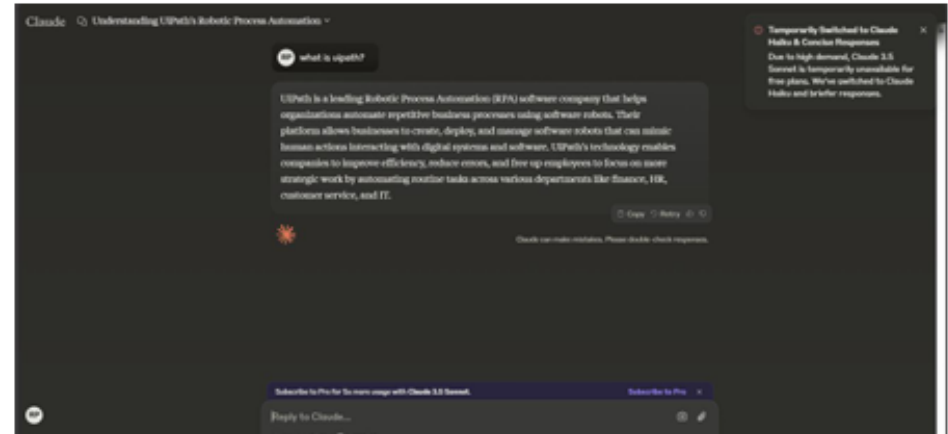 Claude
Understanding UiPath's Robotic Process Automation
Temporarily Switched to Claude
Haiku & Concise Responses
Due to high demand, Claude 3.5
Sonnet is temporarily unavailable for
free plans. We've switched to Claude
Haiku and briefer responses.
RP what is uipath?
UiPath is a leading Robotic Process Automation (RPA) software company that helps
organizations automate repetitive business processes using software robots. Their
platform allows businesses to create, deploy, and manage software robots that can mimic
human actions interacting with digital systems and software. UiPath's technology enables
companies to improve efficiency, reduce errors, and free up employees to focus on more
strategic work by automating routine tasks across various departments like finance, HR,
customer service, and IT.
Copy Retry
Claude can make mistakes. Please double-check responses.
Subscribe to Pro for 5x more usage with Claude 3.5 Sonnet.
Subscribe to Pro
RP
Reply to Claude...